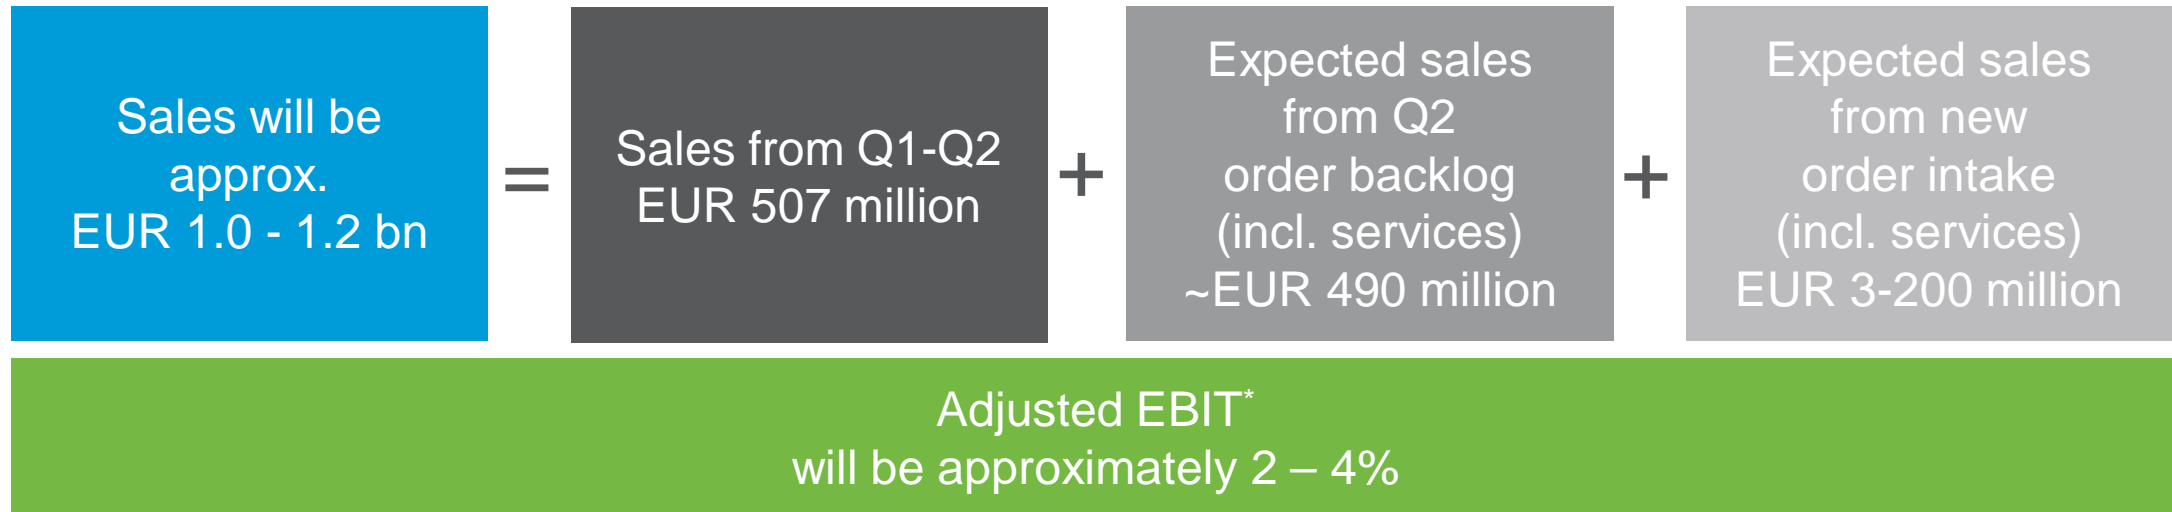 Sales will be
approx.
EUR 1.0 - 1.2 bn
=
Sales from Q1-Q2
EUR 507 million
+
Expected sales
from Q2
order backlog
(incl. services)
~EUR 490 million
+
Expected sales
from new
order intake
(incl. services)
EUR 3-200 million
Adjusted EBIT*
will be approximately 2 – 4%